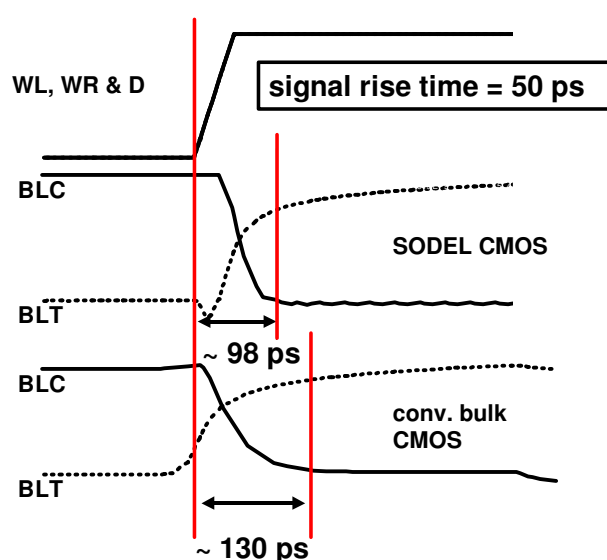 WL, WR & D
signal rise time = 50 ps
BLC
SODEL CMOS
BLT
~ 98 ps
BLC
conv. bulk
CMOS
BLT
~ 130 ps